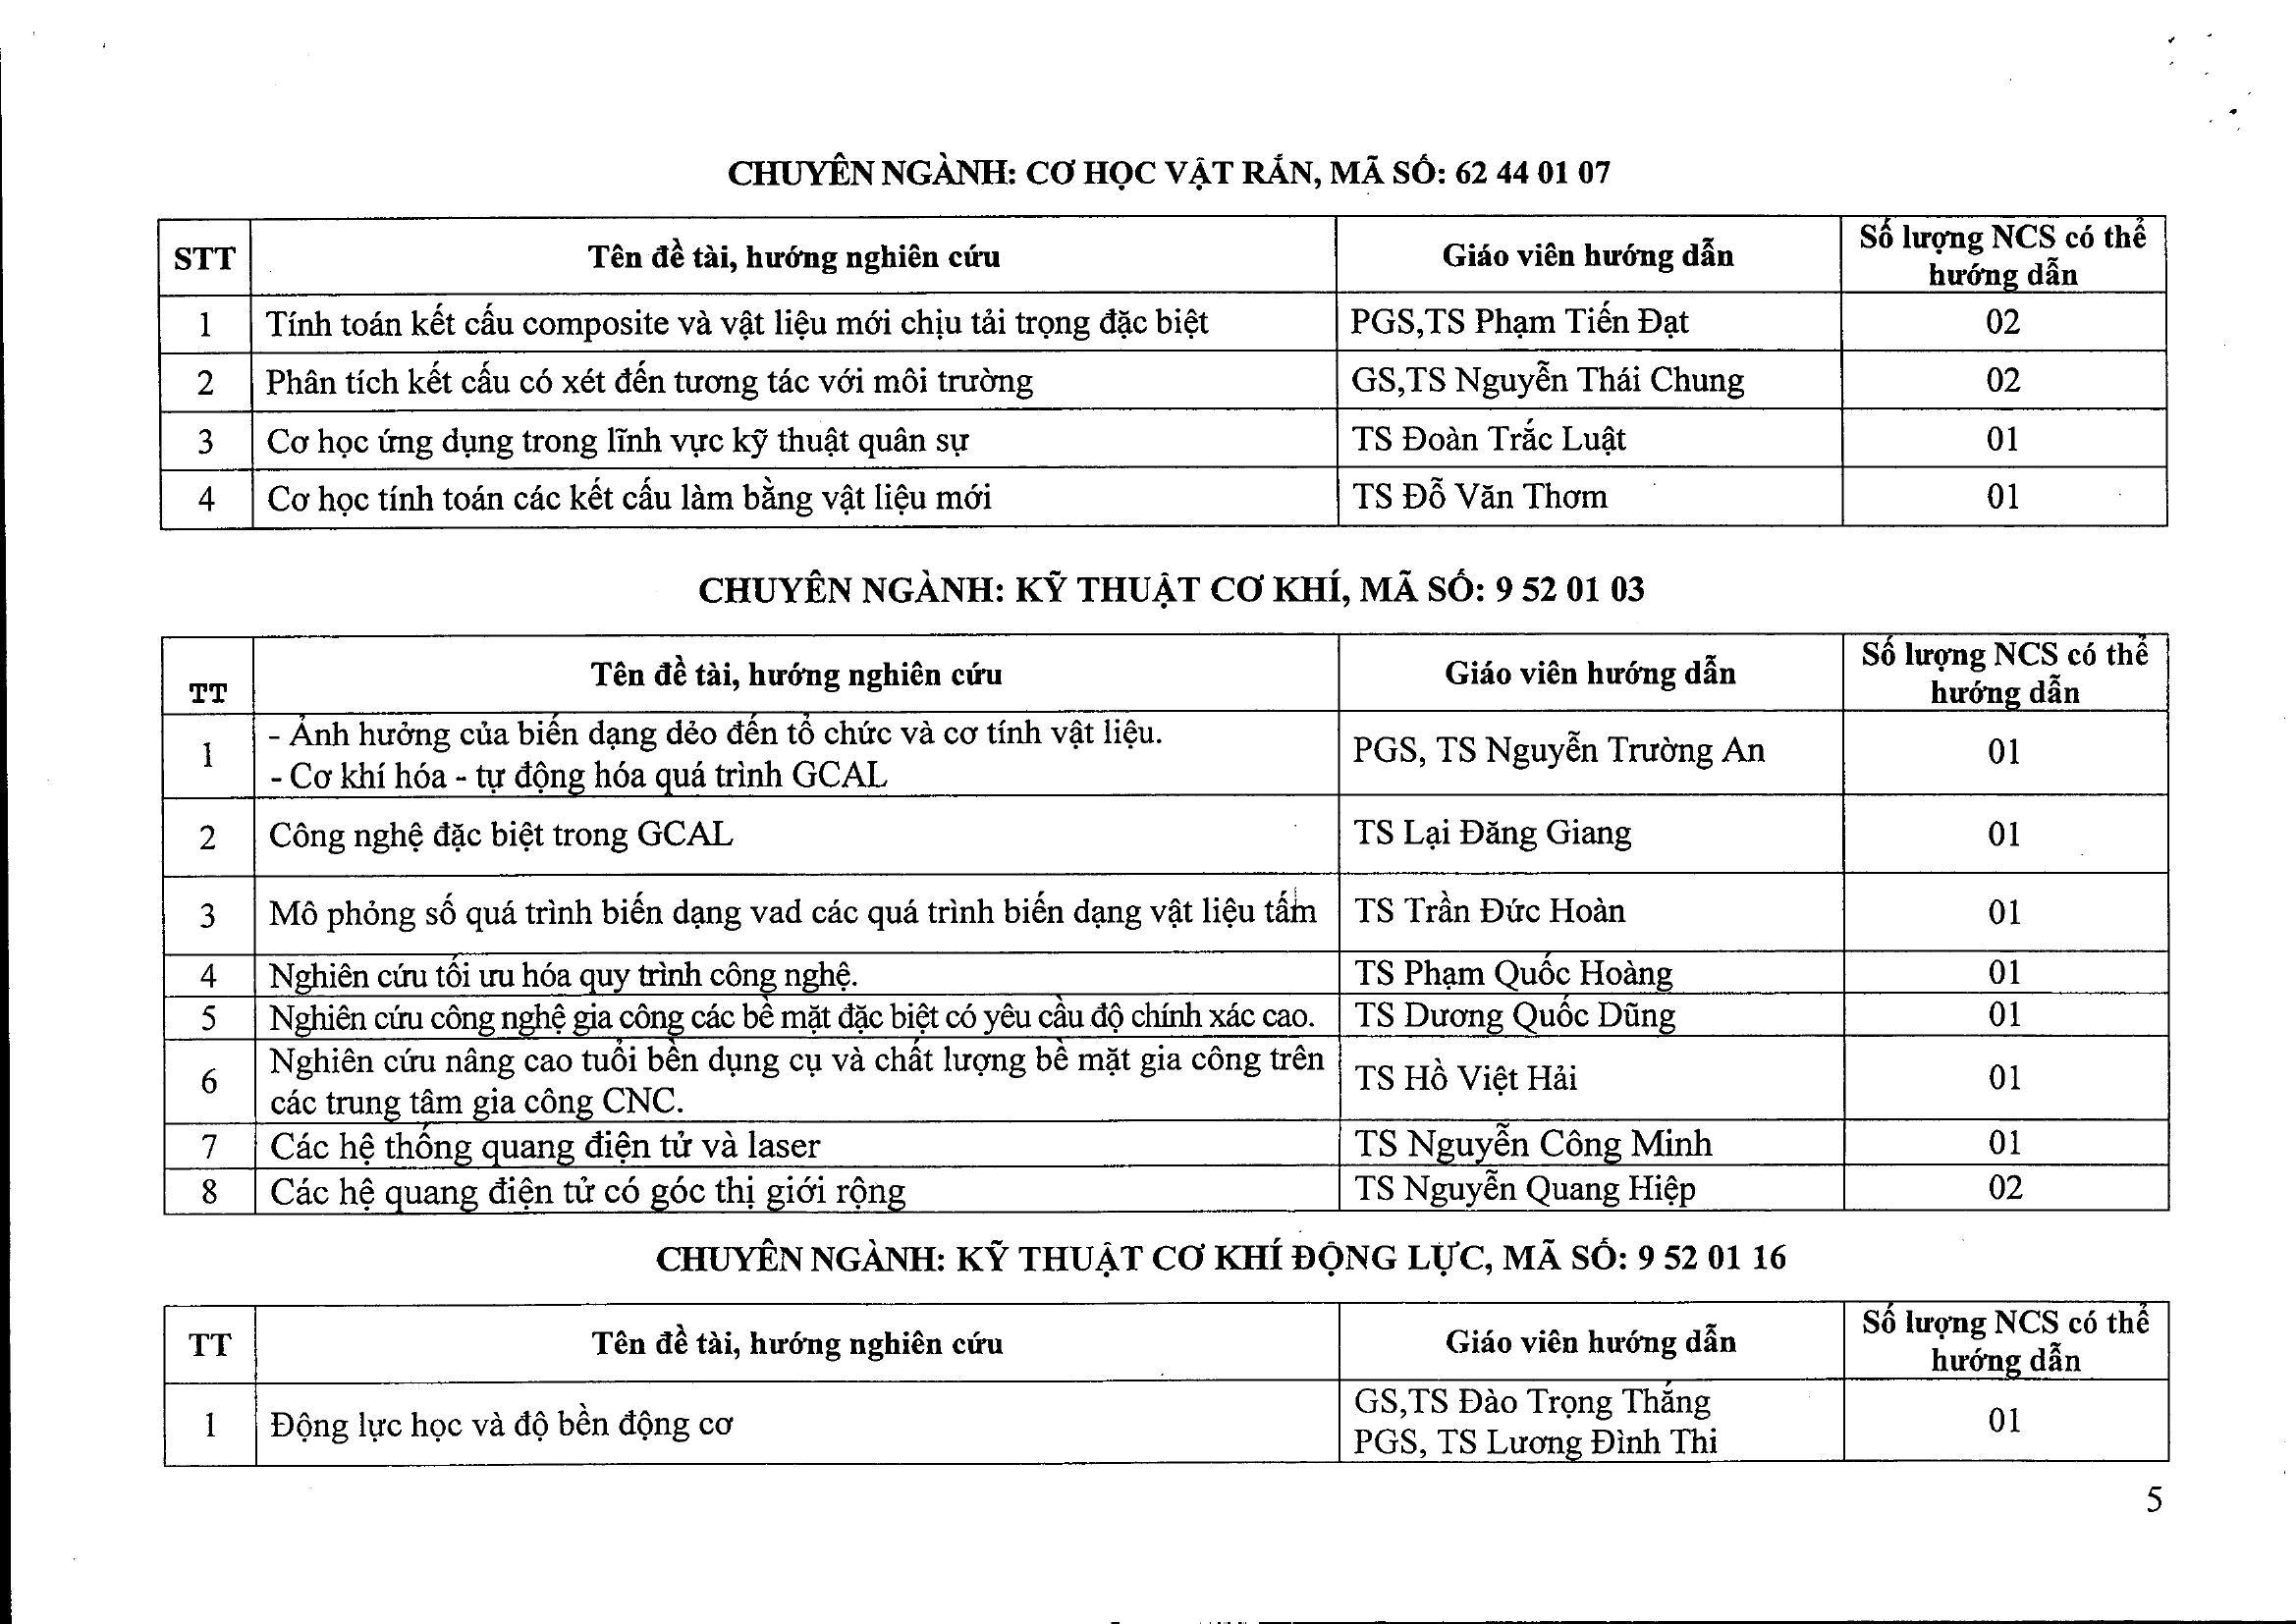 CHUYÊN NGÀNH: CƠ HỌC VẬT RẮN, MÃ SỐ: 62 44 01 07
STT Tên đề tài, hướng nghiên cứu Giáo viên hướng dẫn Số lượng NCS có thể
hướng dẫn
1 Tính toán kết cấu composite và vật liệu mới chịu tải trọng đặc biệt PGS,TS Phạm Tiến Đạt 02
2 Phân tích kết cấu có xét đến tương tác với môi trường GS,TS Nguyễn Thái Chung 02
3 Cơ học ứng dụng trong lĩnh vực kỹ thuật quân sự TS Đoàn Trắc Luật 01
4 Cơ học tính toán các kết cấu làm bằng vật liệu mới TS Đỗ Văn Thơm 01
CHUYÊN NGÀNH: KỸ THUẬT CƠ KHÍ, MÃ SỐ: 9 52 01 03
TT Tên đề tài, hướng nghiên cứu Giáo viên hướng dẫn Số lượng NCS có thể
hướng dẫn
1 - Ảnh hưởng của biến dạng dẻo đến tổ chức và cơ tính vật liệu.
- Cơ khí hóa - tự động hóa quá trình GCAL PGS, TS Nguyễn Trường An 01
2 Công nghệ đặc biệt trong GCAL TS Lại Đăng Giang 01
3 Mô phỏng số quá trình biến dạng vad các quá trình biến dạng vật liệu tấm TS Trần Đức Hoàn 01
4 Nghiên cứu tối ưu hóa quy trình công nghệ. TS Phạm Quốc Hoàng 01
5 Nghiên cứu công nghệ gia công các bề mặt đặc biệt có yêu cầu độ chính xác cao. TS Dương Quốc Dũng 01
6 Nghiên cứu nâng cao tuổi bền dụng cụ và chất lượng bề mặt gia công trên
các trung tâm gia công CNC. TS Hồ Việt Hải 01
7 Các hệ thống quang điện tử và laser TS Nguyễn Công Minh 01
8 Các hệ quang điện tử có góc thị giới rộng TS Nguyễn Quang Hiệp 02
CHUYÊN NGÀNH: KỸ THUẬT CƠ KHÍ ĐỘNG LỰC, MÃ SỐ: 9 52 01 16
TT Tên đề tài, hướng nghiên cứu Giáo viên hướng dẫn Số lượng NCS có thể
hướng dẫn
1 Động lực học và độ bền động cơ GS,TS Đào Trọng Thắng 01
PGS, TS Lương Đình Thi
5